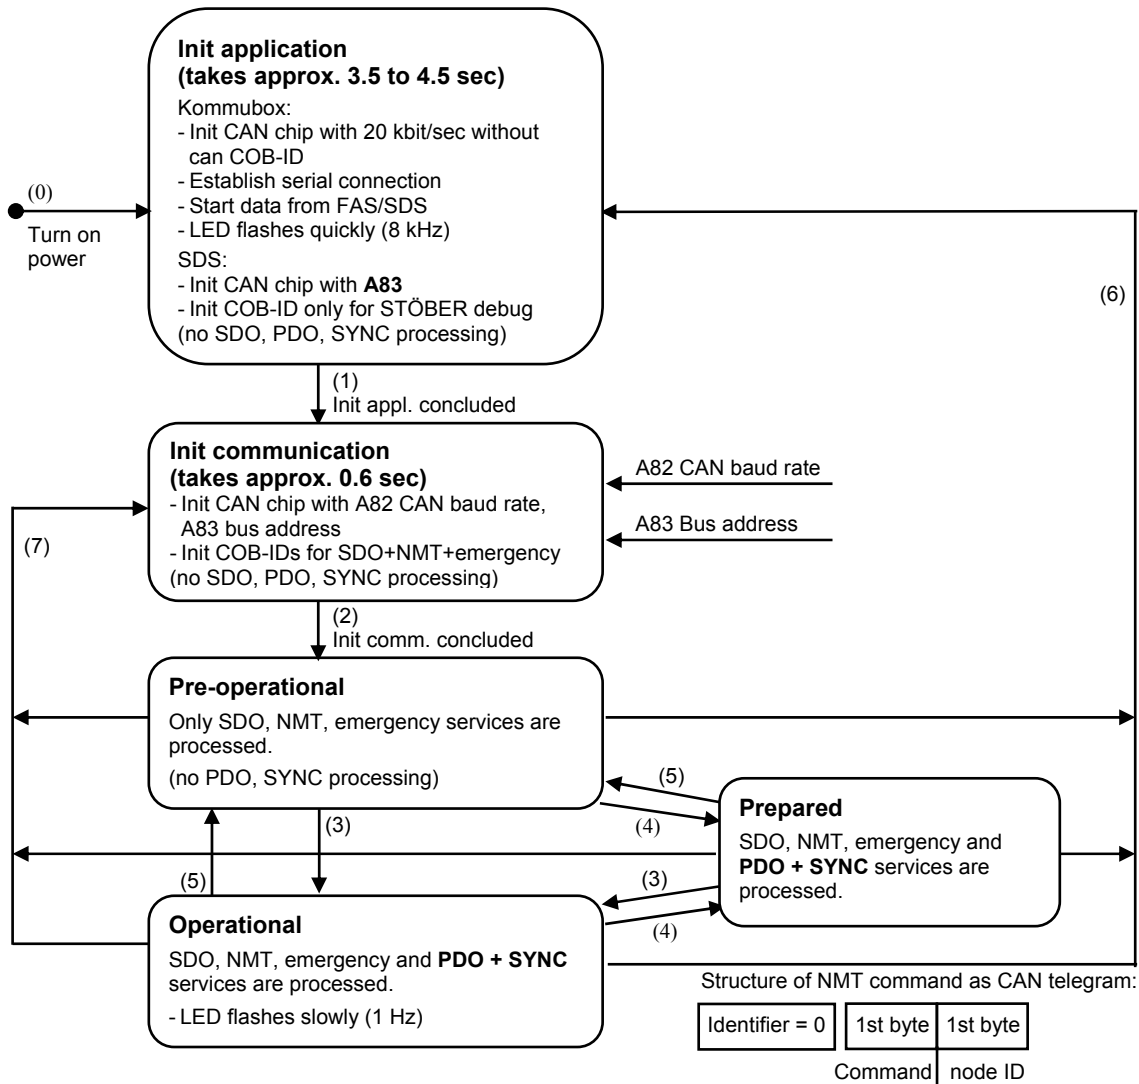 Init application
(takes approx. 3.5 to 4.5 sec)
Kommubox:
- Init CAN chip with 20 kbit/sec without
can COB-ID
- Establish serial connection
- Start data from FAS/SDS
- LED flashes quickly (8 kHz)
SDS:
- Init CAN chip with A83
- Init COB-ID only for STÖBER debug
(no SDO, PDO, SYNC processing)
(0)
Turn on
power
(6)
(1)
Init appl. concluded
Init communication
(takes approx. 0.6 sec)
- Init CAN chip with A82 CAN baud rate,
A83 bus address
- Init COB-IDs for SDO+NMT+emergency
(no SDO, PDO, SYNC processing)
A82 CAN baud rate
A83 Bus address
(7)
(2)
Init comm. concluded
Pre-operational
Only SDO, NMT, emergency services are
processed.
(no PDO, SYNC processing)
(5)
(4)
Prepared
SDO, NMT, emergency and
PDO + SYNC services are
processed.
(3)
(5)
(3)
(4)
Operational
SDO, NMT, emergency and PDO + SYNC
services are processed.
- LED flashes slowly (1 Hz)
Structure of NMT command as CAN telegram:
Identifier = 0 1st byte 1st byte
Command node ID